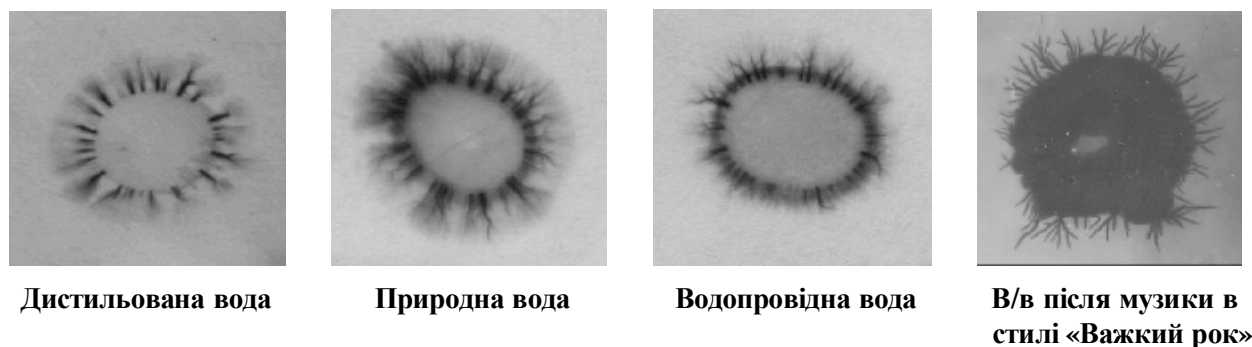 Дистильована вода
Природна вода
Водопровідна вода
В/в після музики в
стилі «Важкий рок»